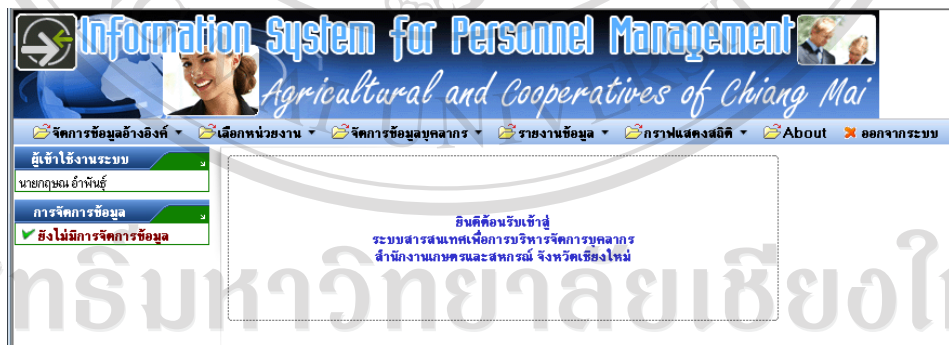 Information System for Personnel Management
Agricultural and Cooperatives of Chiang Mai
จัดการข้อมูลอ้างอิงค์ เลือกหน่วยงาน จัดการข้อมูลบุคลากร รายงานข้อมูล กราฟแสดงสถิติ About ออกจากระบบ
ผู้เข้าใช้งานระบบ
นายกฤษณ อำพันธุ์
การจัดการข้อมูล
ยังไม่มีการจัดการข้อมูล
ยินดีต้อนรับเข้าสู่
ระบบสารสนเทศเพื่อการบริหารจัดการบุคลากร
สำนักงานเกษตรและสหกรณ์ จังหวัดเชียงใหม่